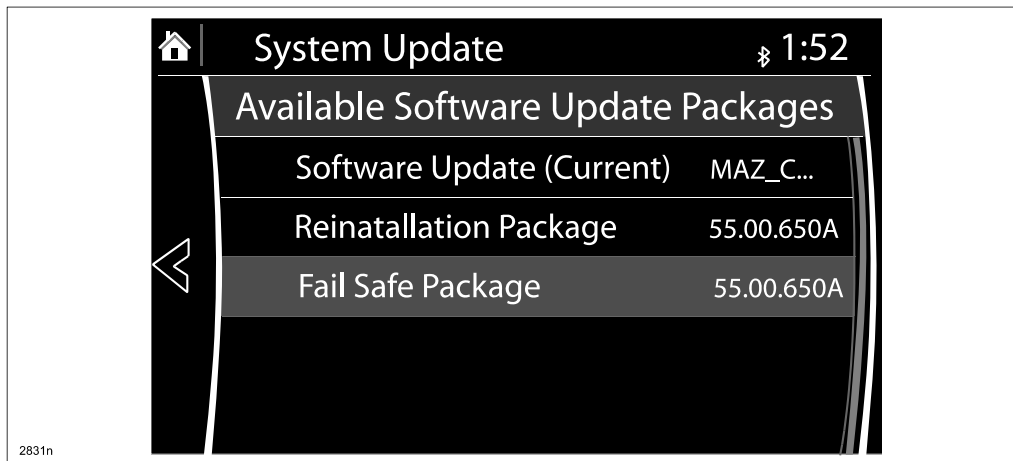 System Update 1:52
Available Software Update Packages
Software Update (Current) MAZ_C...
Reinatallation Package 55.00.650A
Fail Safe Package 55.00.650A
2831n